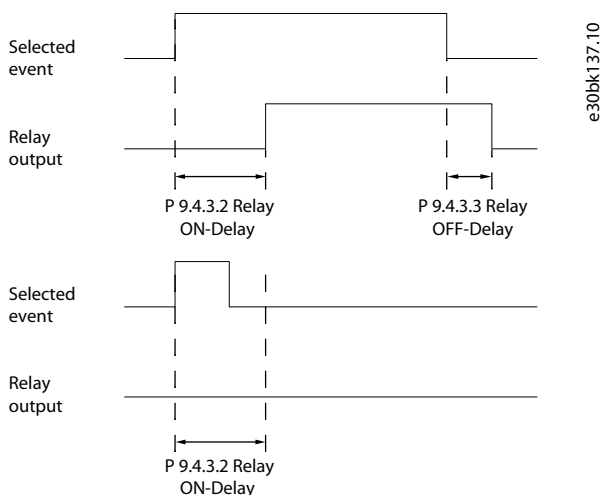 Selected
event
Relay
output
P 9.4.3.2 Relay
ON-Delay
P 9.4.3.3 Relay
OFF-Delay
Selected
event
Relay
output
P 9.4.3.2 Relay
ON-Delay
e30bk137.10